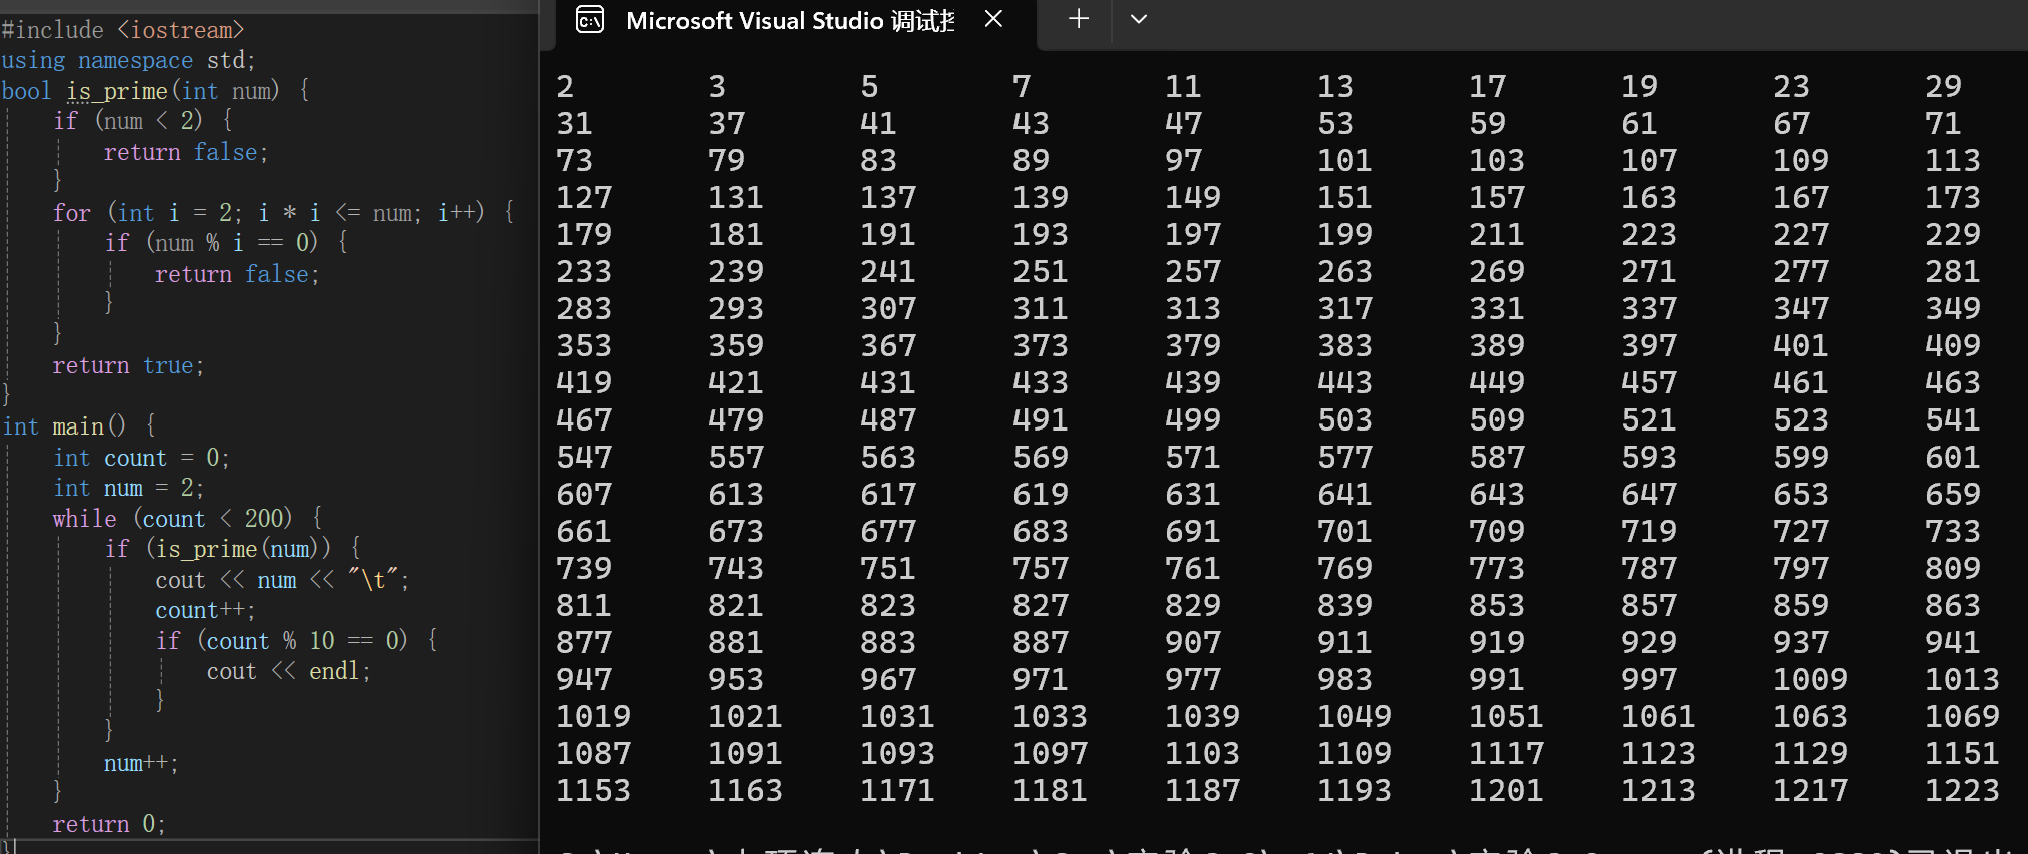 #include <iostream>
using namespace std;
bool is_prime(int num) {
    if (num < 2) {
        return false;
    }
    for (int i = 2; i * i <= num; i++) {
        if (num % i == 0) {
            return false;
        }
    }
    return true;
}
int main() {
    int count = 0;
    int num = 2;
    while (count < 200) {
        if (is_prime(num)) {
            cout << num << "\t";
            count++;
            if (count % 10 == 0) {
                cout << endl;
            }
        }
        num++;
    }
    return 0;
}
Microsoft Visual Studio 调试
2 3 5 7 11 13 17 19 23 29
31 37 41 43 47 53 59 61 67 71
73 79 83 89 97 101 103 107 109 113
127 131 137 139 149 151 157 163 167 173
179 181 191 193 197 199 211 223 227 229
233 239 241 251 257 263 269 271 277 281
283 293 307 311 313 317 331 337 347 349
353 359 367 373 379 383 389 397 401 409
419 421 431 433 439 443 449 457 461 463
467 479 487 491 499 503 509 521 523 541
547 557 563 569 571 577 587 593 599 601
607 613 617 619 631 641 643 647 653 659
661 673 677 683 691 701 709 719 727 733
739 743 751 757 761 769 773 787 797 809
811 821 823 827 829 839 853 857 859 863
877 881 883 887 907 911 919 929 937 941
947 953 967 971 977 983 991 997 1009 1013
1019 1021 1031 1033 1039 1049 1051 1061 1063 1069
1087 1091 1093 1097 1103 1109 1117 1123 1129 1151
1153 1163 1171 1181 1187 1193 1201 1213 1217 1223